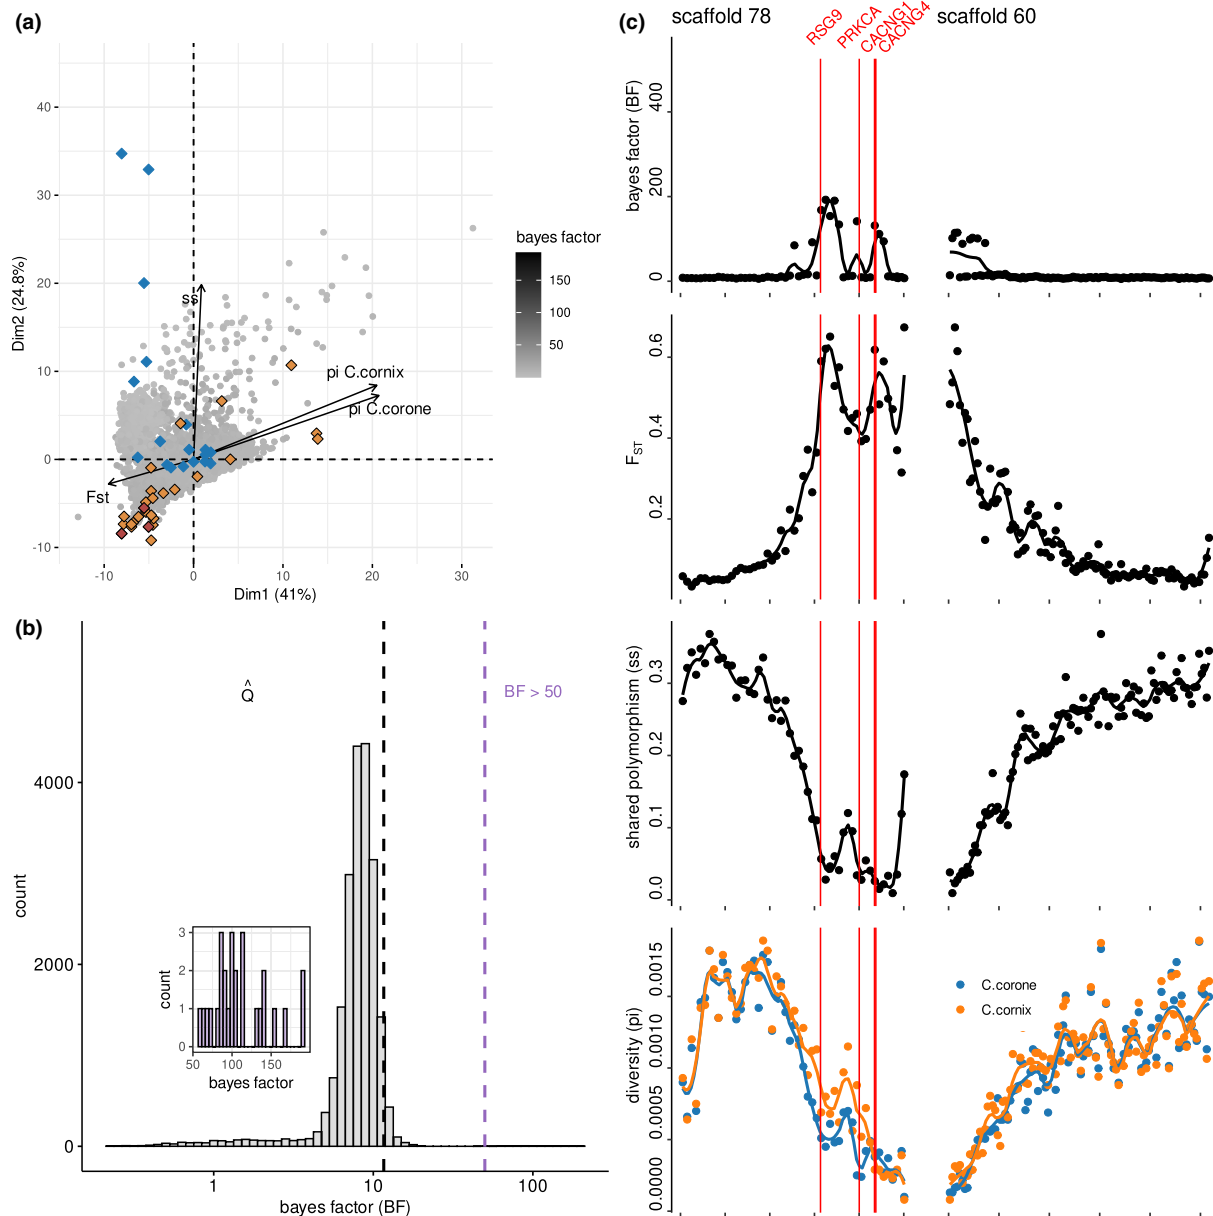 (a)
40
30
20
10
0
-10
-10
0
10
20
30
Dim1 (41%)
Dim2 (24.8%)
ss
pi C.cornix
pi C.corone
Fst
bayes factor
150
100
50
(b)
Q̂
BF > 50
4000
2000
0
count
1
10
100
bayes factor (BF)
3
2
1
0
count
50
100
150
bayes factor
(c)
scaffold 78
RSG9
PRKCA
CACNG1
CACNG4
scaffold 60
bayes factor (BF)
400
200
0
FST
0.6
0.4
0.2
shared polymorphism (ss)
0.3
0.2
0.1
0.0
diversity (pi)
0.0015
0.0010
0.0005
0.0000
C.corone
C.cornix